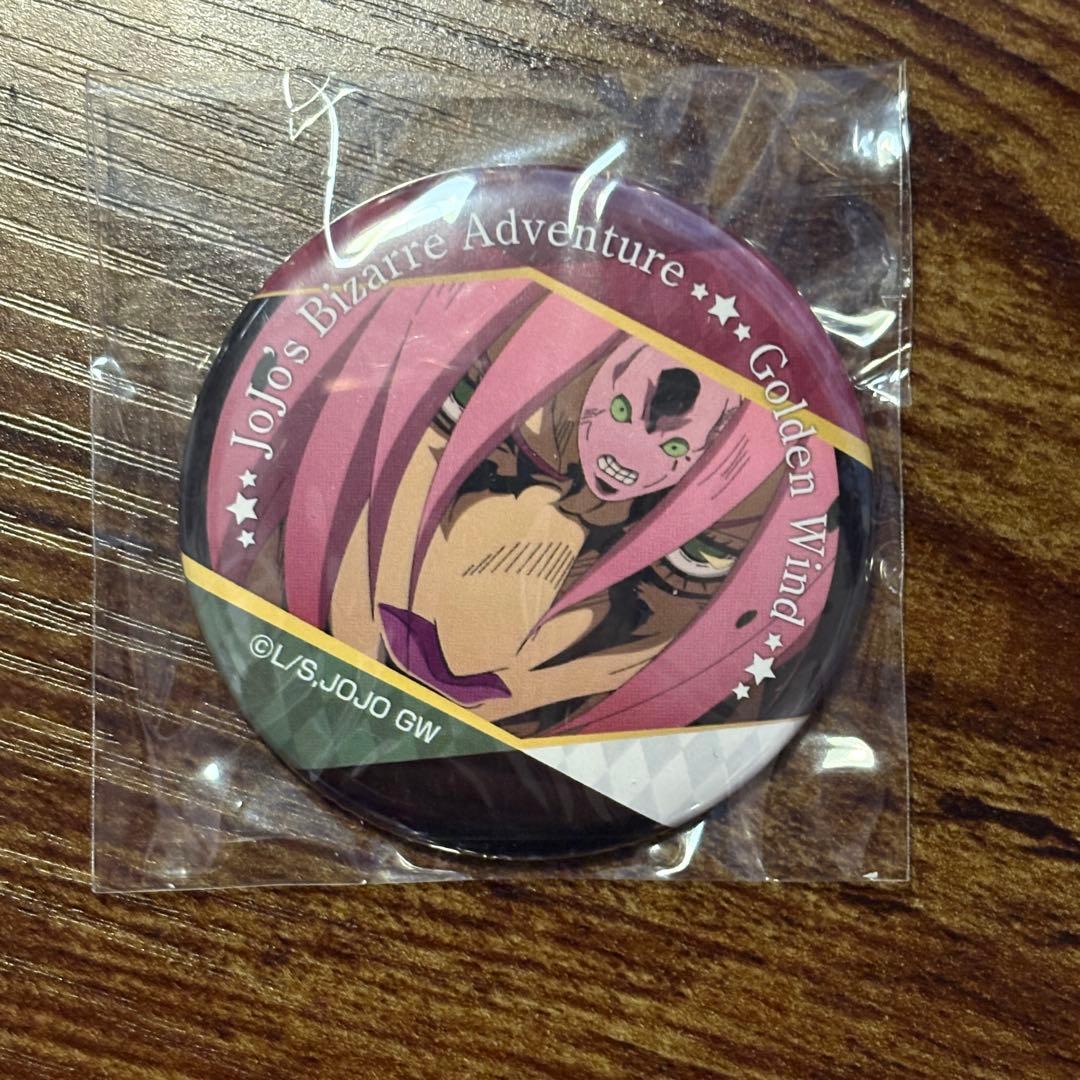 JoJo's Bizarre Adventure
Golden Wind
©L/S,JOJO GW